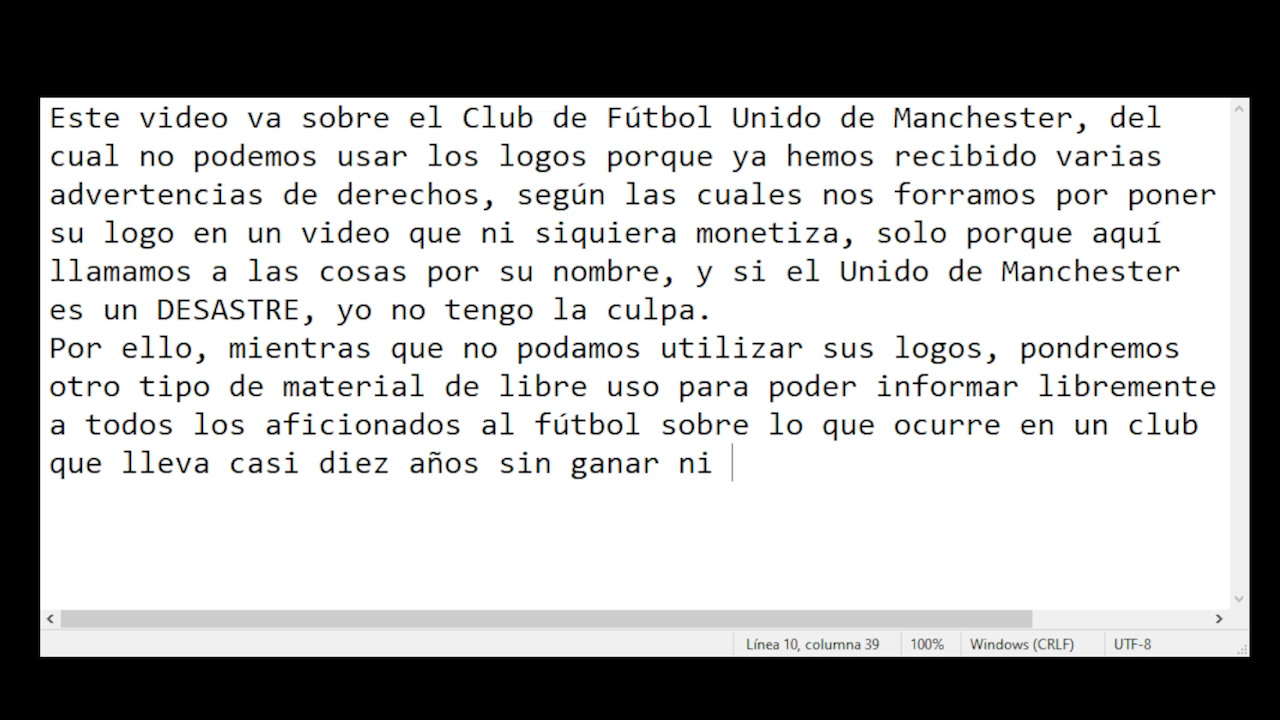 Este video va sobre el Club de Fútbol Unido de Manchester, del
cual no podemos usar los logos porque ya hemos recibido varias
advertencias de derechos, según las cuales nos forramos por poner
su logo en un video que ni siquiera monetiza, solo porque aquí
llamamos a las cosas por su nombre, y si el Unido de Manchester
es un DESASTRE, yo no tengo la culpa.
Por ello, mientras que no podamos utilizar sus logos, pondremos
otro tipo de material de libre uso para poder informar libremente
a todos los aficionados al fútbol sobre lo que ocurre en un club
que lleva casi diez años sin ganar ni
Línea 10, columna 39 100% Windows (CRLF) UTF-8